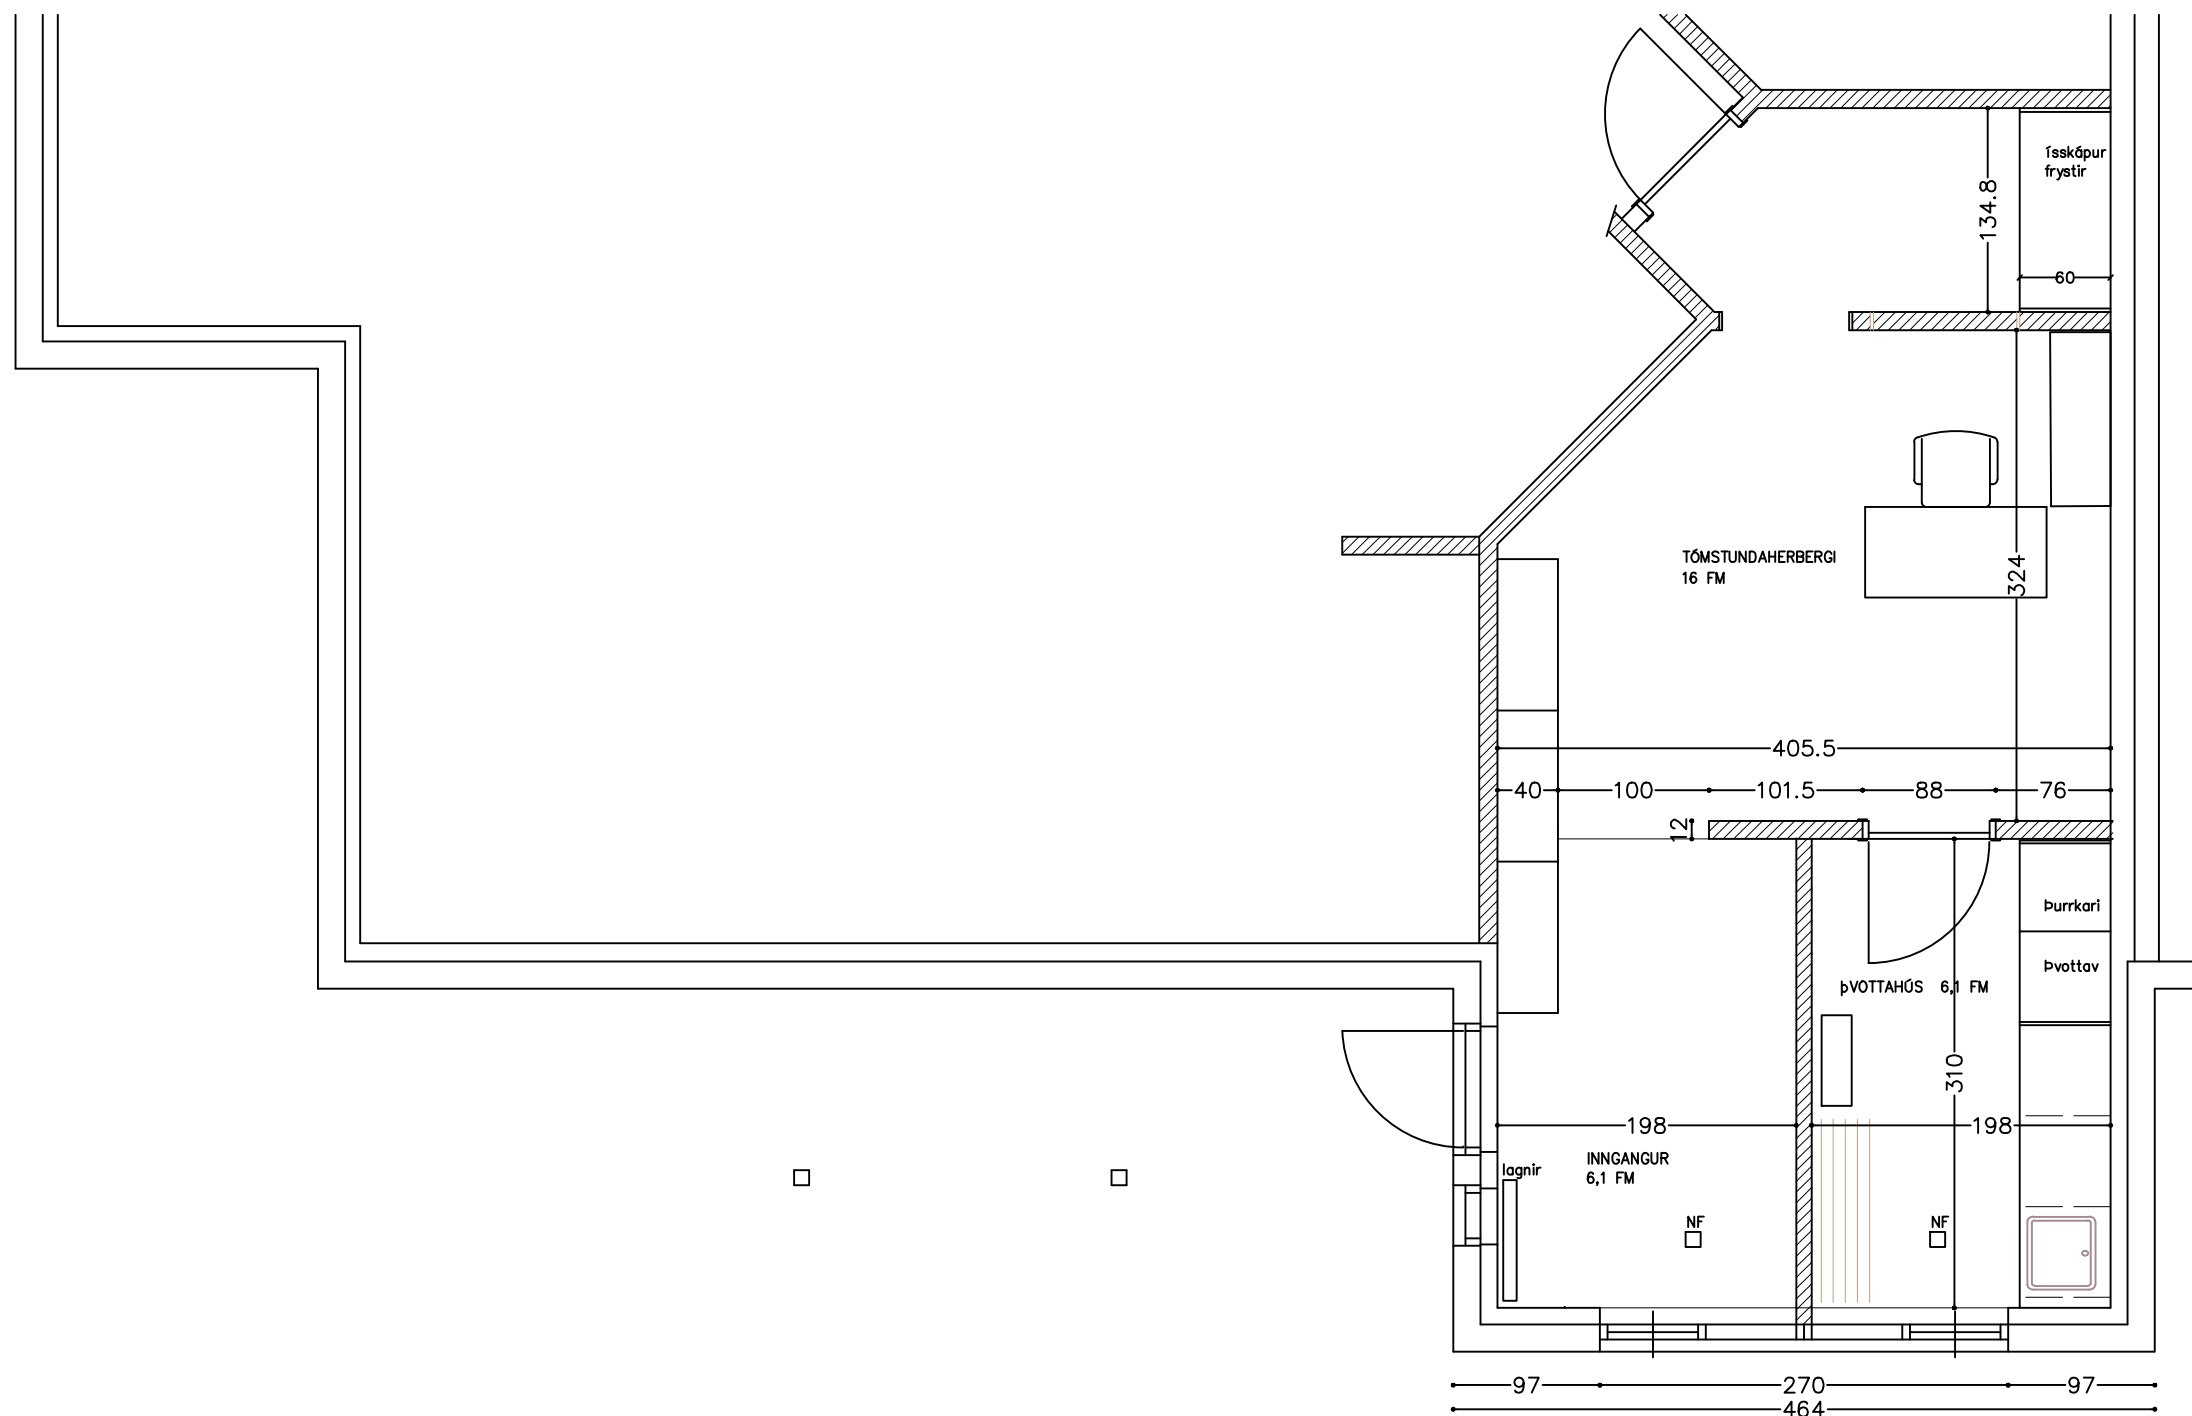 ísskápur
frystir
134.8
60
TÓMSTUNDAHERBERGI
16 FM
324
405.5
40
100
101.5
88
76
12
Þurrkari
Þvottav
þVOTTAHÚS 6,1 FM
310
198
198
INNGANGUR
6,1 FM
lagnir
NF
NF
97
270
97
464